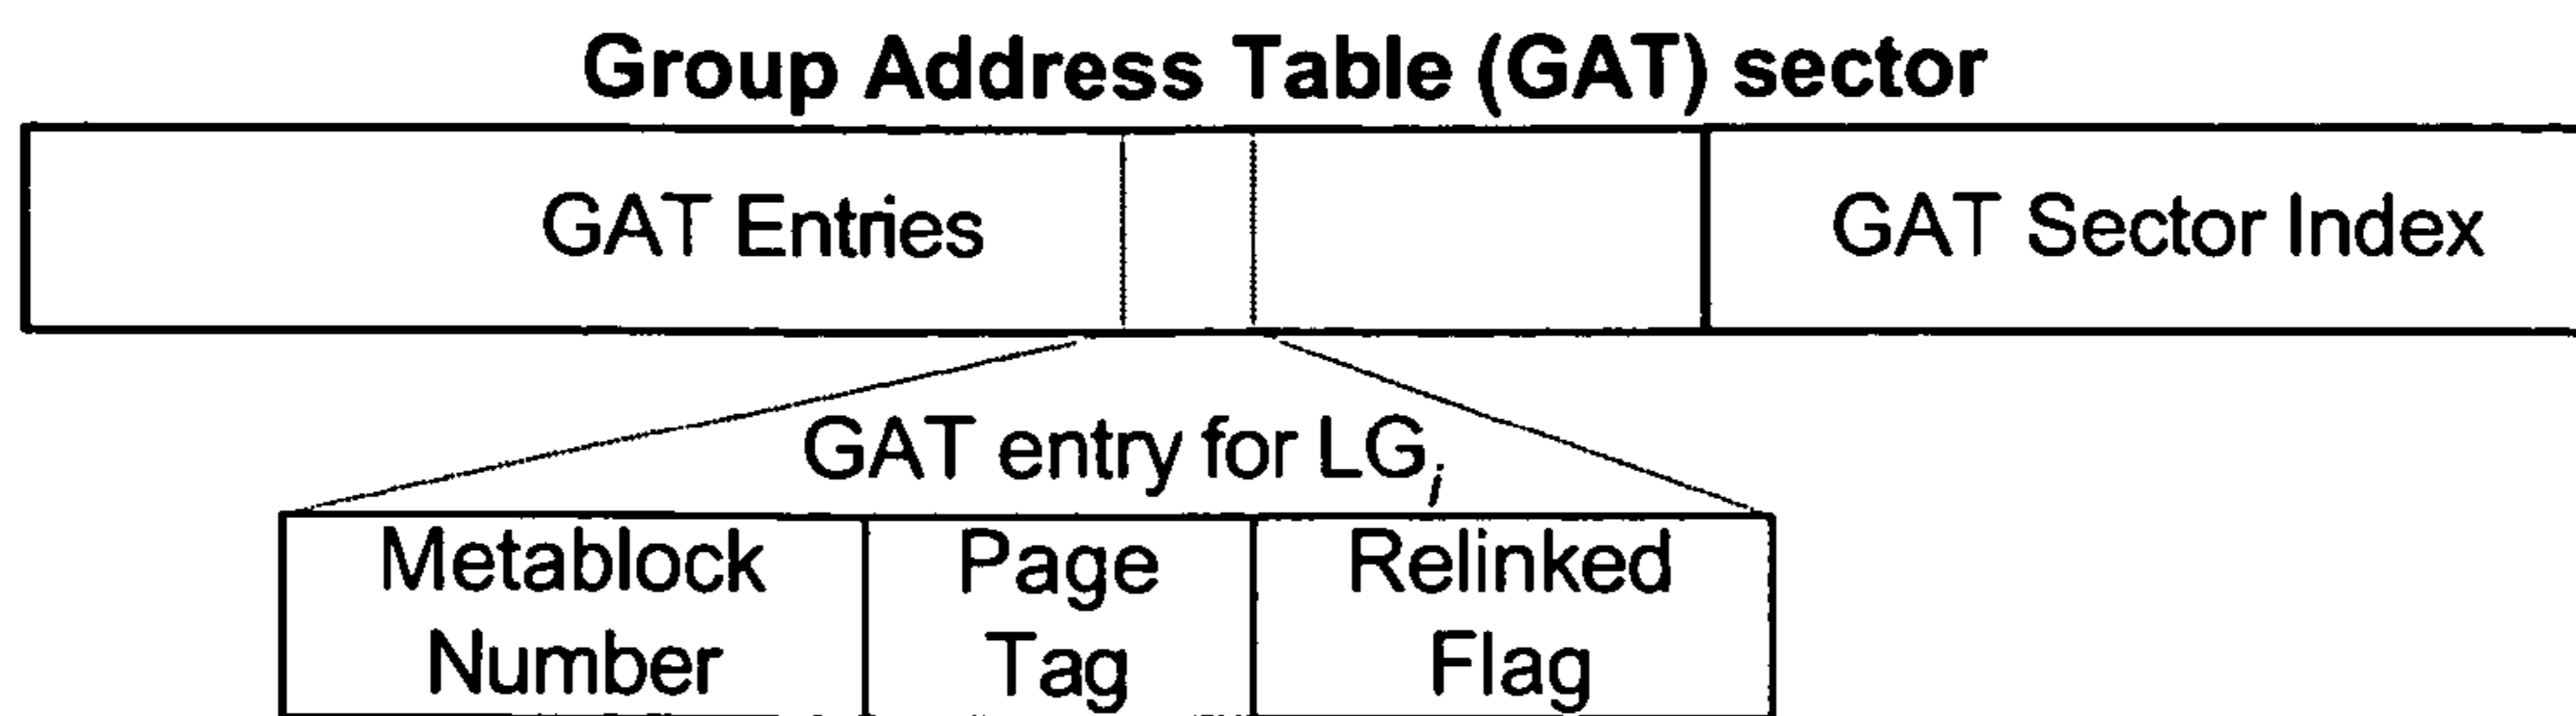 Group Address Table (GAT) sector
GAT Entries GAT Sector Index
GAT entry for LGi
Metablock Page Relinked
Number Tag Flag